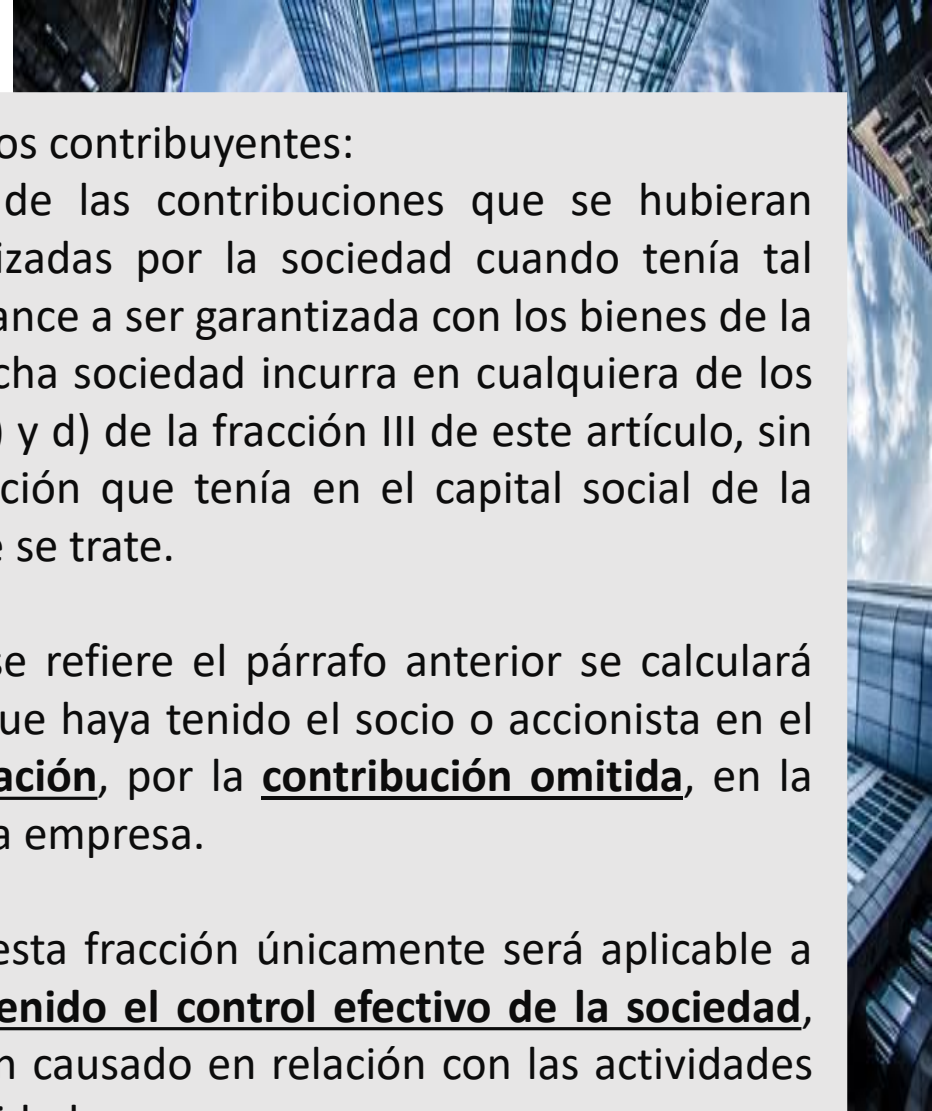 os contribuyentes:
de las contribuciones que se hubieran
izadas por la sociedad cuando tenía tal
ance a ser garantizada con los bienes de la
cha sociedad incurra en cualquiera de los
) y d) de la fracción III de este artículo, sin
ción que tenía en el capital social de la
e se trate.
se refiere el párrafo anterior se calculará
que haya tenido el socio o accionista en el
ación, por la contribución omitida, en la
a empresa.
esta fracción únicamente será aplicable a
enido el control efectivo de la sociedad,
n causado en relación con las actividades